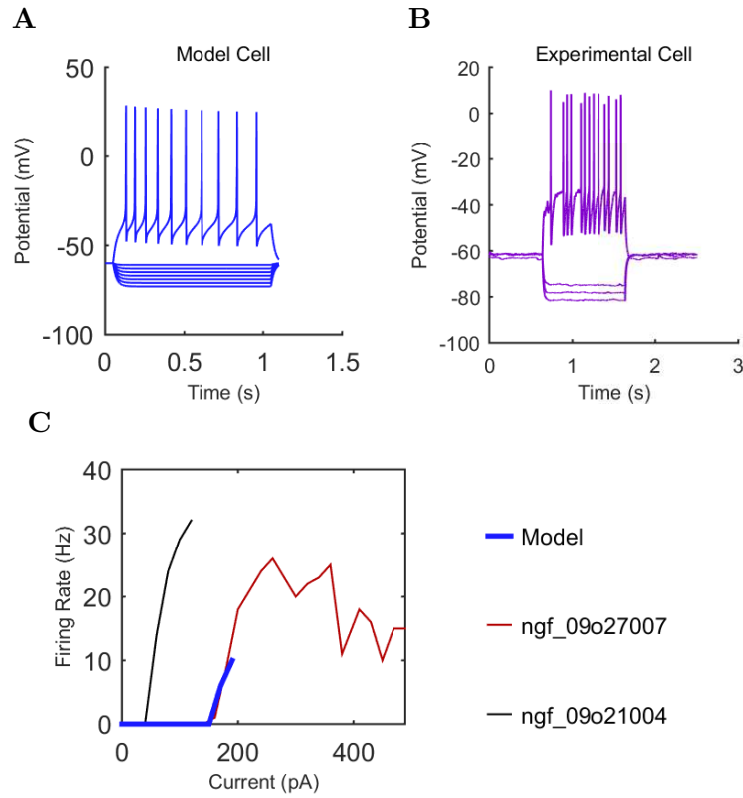 A
Model Cell
50
0
-50
-100
Potential (mV)
0
0.5
1
1.5
Time (s)
B
Experimental Cell
20
0
-20
-40
-60
-80
-100
Potential (mV)
0
1
2
3
Time (s)
C
40
30
20
10
0
Firing Rate (Hz)
0
200
400
Current (pA)
Model
ngf_09o27007
ngf_09o21004